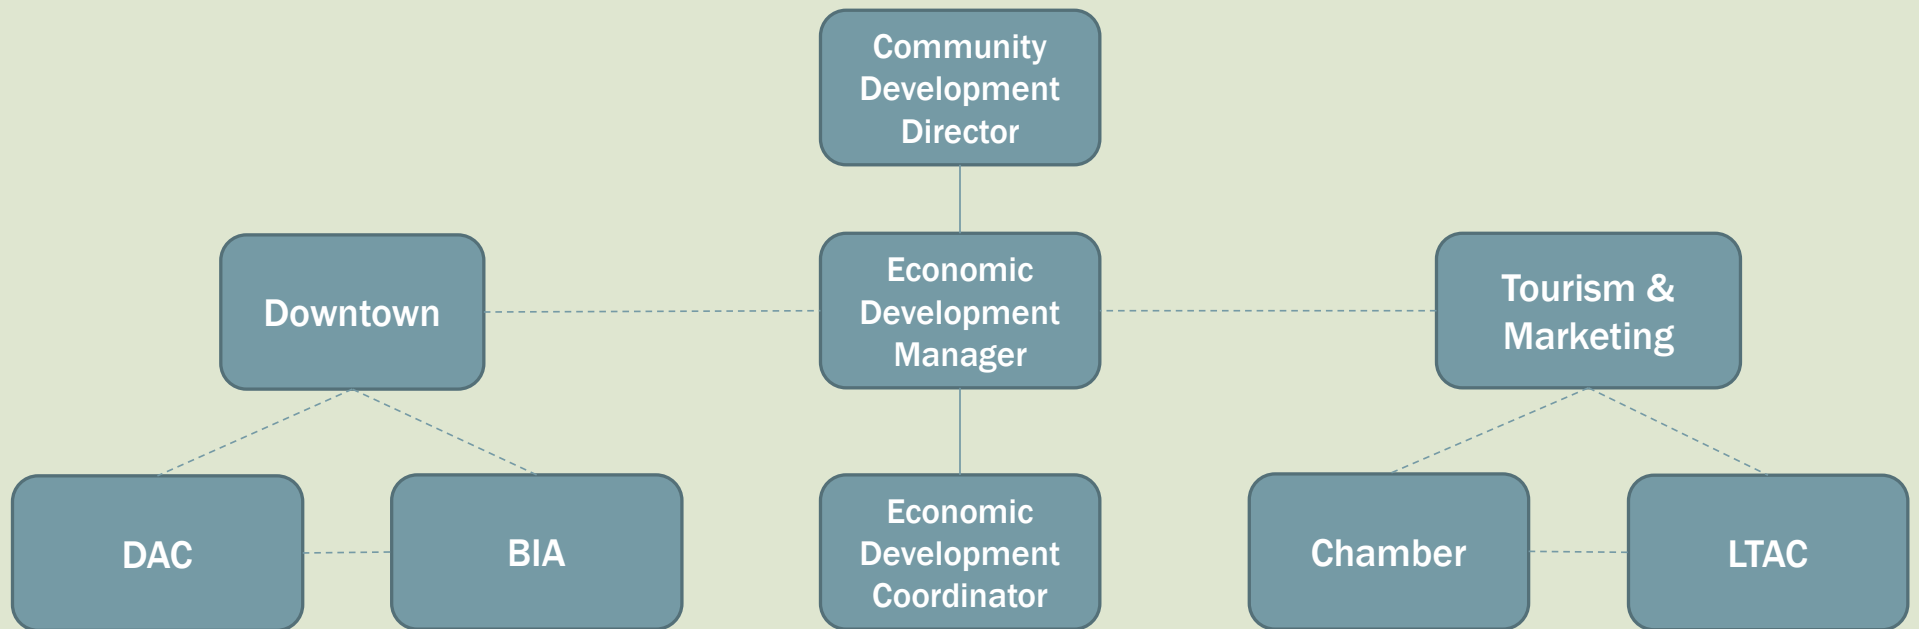 Community
Development
Director
Downtown
Economic
Development
Manager
Tourism &
Marketing
DAC
BIA
Economic
Development
Coordinator
Chamber
LTAC